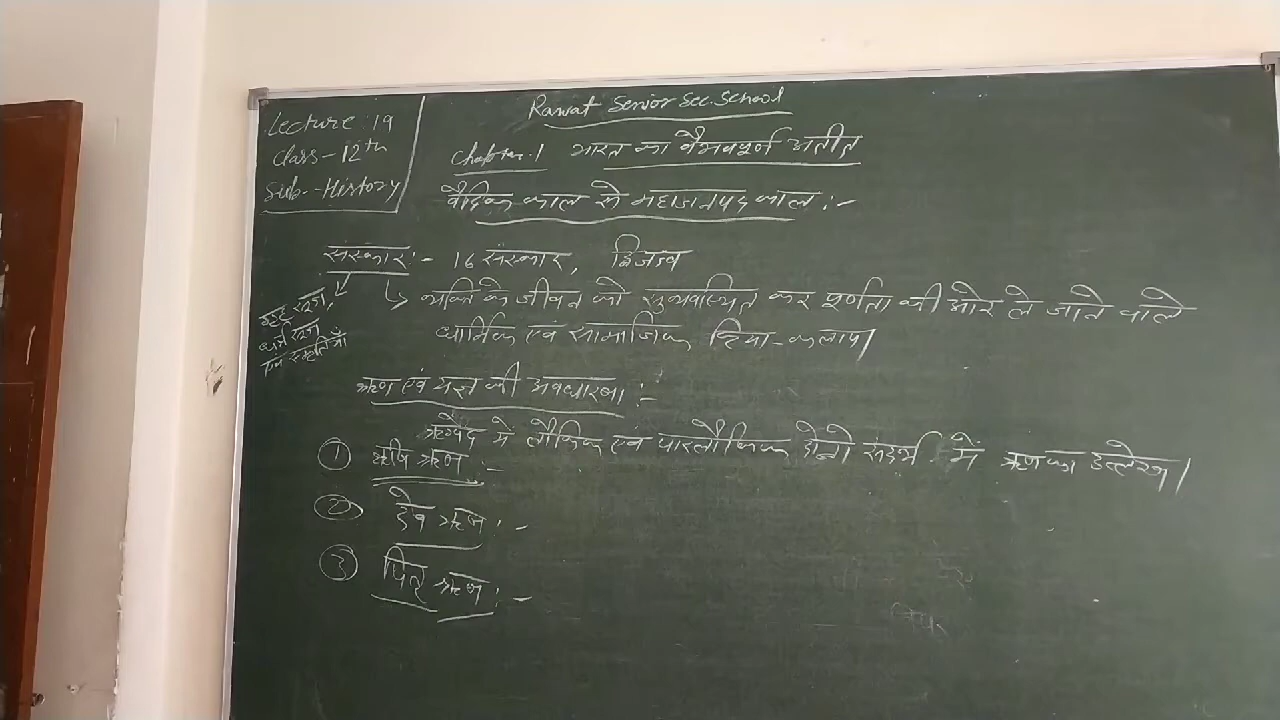 Rawat Senior Sec. School
Lecture : 19
Class - 12th
Sub. - History
Chapter.1 भारत का वैभवपूर्ण अतीत
वैदिक काल से महाजनपद काल :-
संस्कार :- 16 संस्कार, द्विजत्व
व्यक्ति के जीवन को सुव्यवस्थित कर पूर्णता की ओर ले जाने वाले
धार्मिक एवं सामाजिक क्रिया-कलाप।
गृह्य सूत्रों,
धर्म सूत्रों
एवं स्मृतियाँ
ऋण एवं यज्ञ की अवधारणा :-
ऋग्वेद में लौकिक एवं पारलौकिक दोनों संदर्भ में ऋण का उल्लेख।
① ऋषि ऋण :-
② देव ऋण :-
③ पितृ ऋण :-